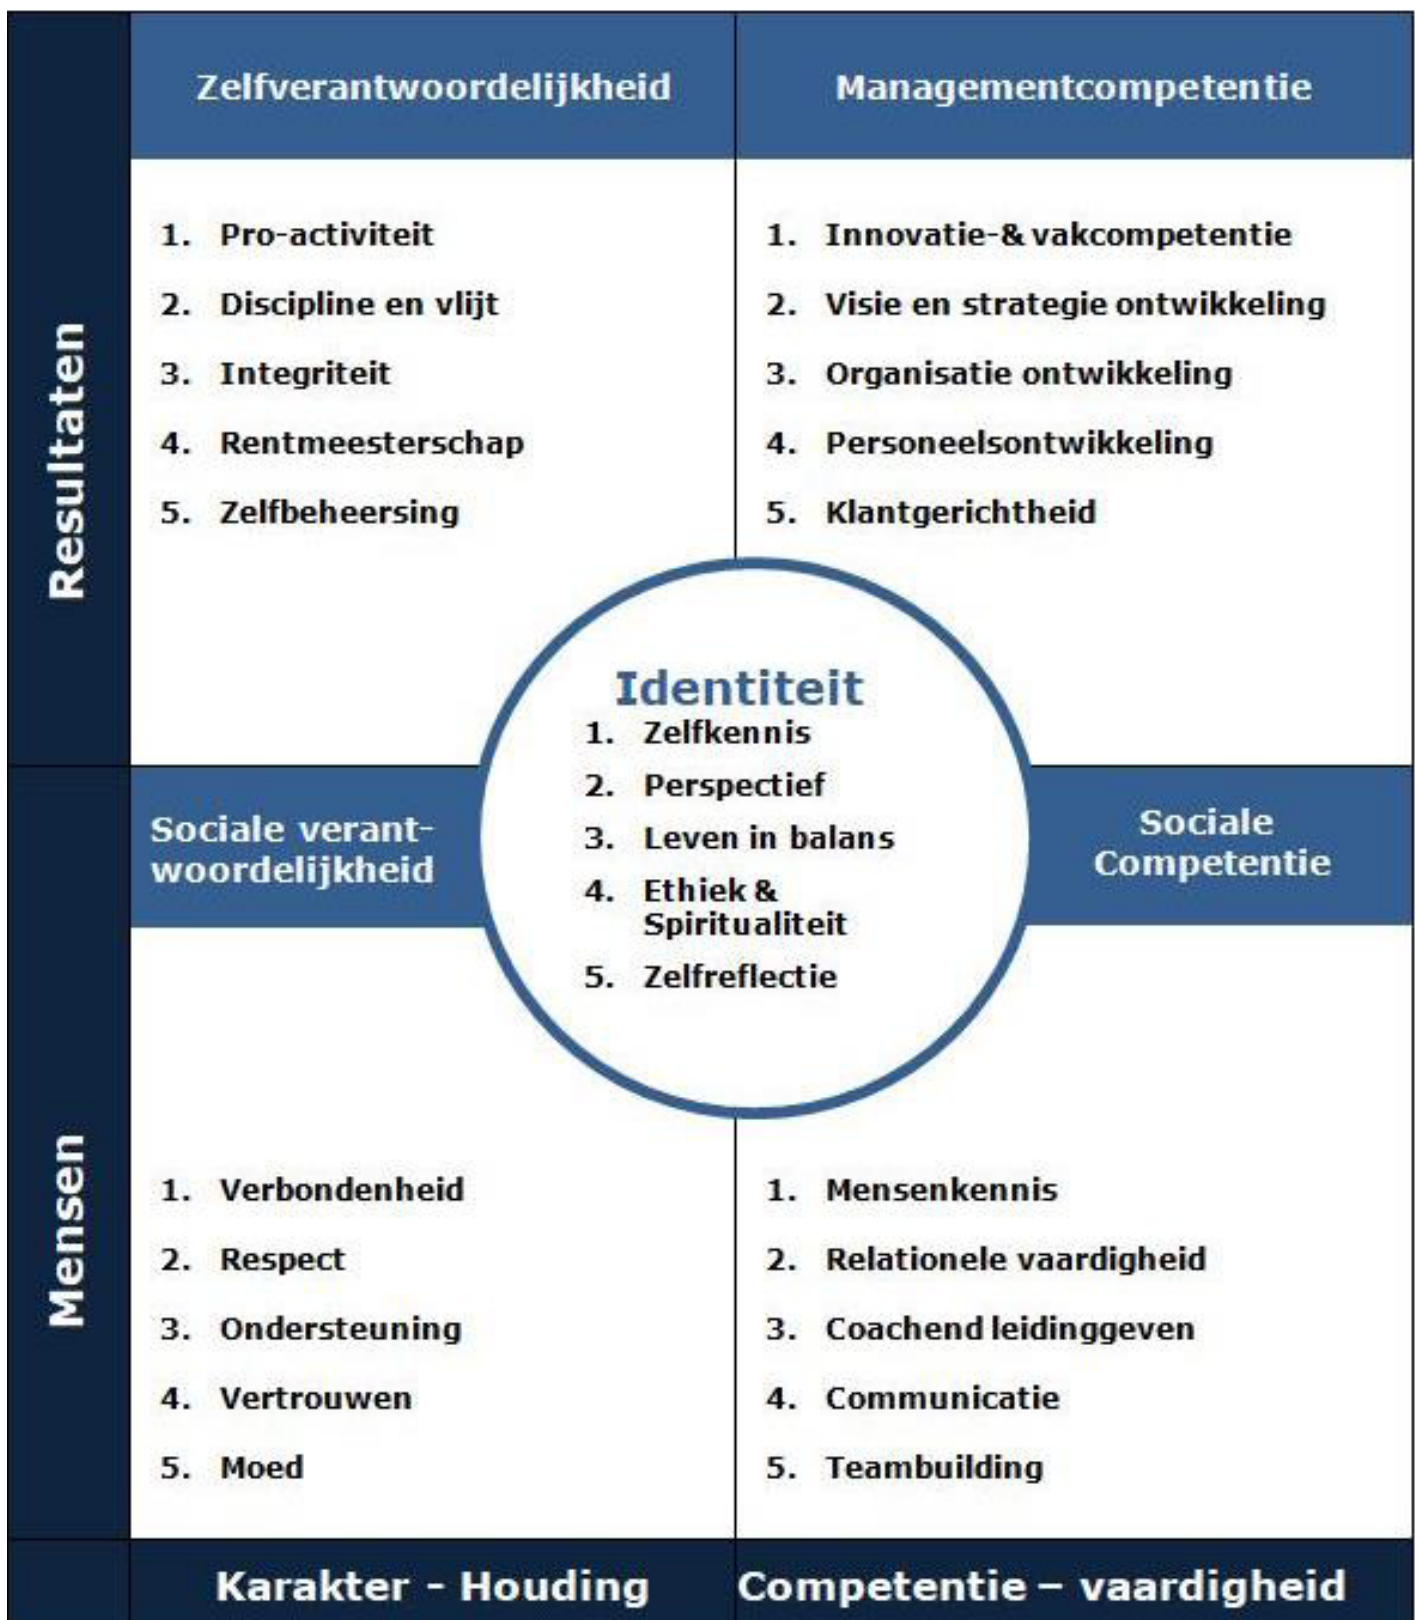 Zelfverantwoordelijkheid
Managementcompetentie
Resultaten
1. Pro-activiteit
2. Discipline en vlijt
3. Integriteit
4. Rentmeesterschap
5. Zelfbeheersing
1. Innovatie-& vakcompetentie
2. Visie en strategie ontwikkeling
3. Organisatie ontwikkeling
4. Personeelsontwikkeling
5. Klantgerichtheid
Identiteit
1. Zelfkennis
2. Perspectief
3. Leven in balans
4. Ethiek &
Spiritualiteit
5. Zelfreflectie
Sociale verant-
woordelijkheid
Sociale
Competentie
Mensen
1. Verbondenheid
2. Respect
3. Ondersteuning
4. Vertrouwen
5. Moed
1. Mensenkennis
2. Relationele vaardigheid
3. Coachend leidinggeven
4. Communicatie
5. Teambuilding
Karakter - Houding
Competentie – vaardigheid